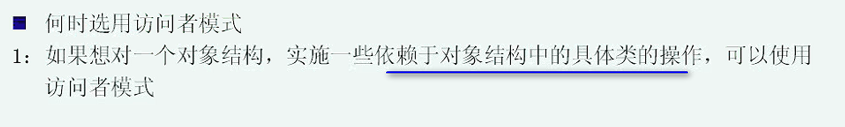 ■ 何时选用访问者模式
1：如果想对一个对象结构，实施一些依赖于对象结构中的具体类的操作，可以使用
访问者模式